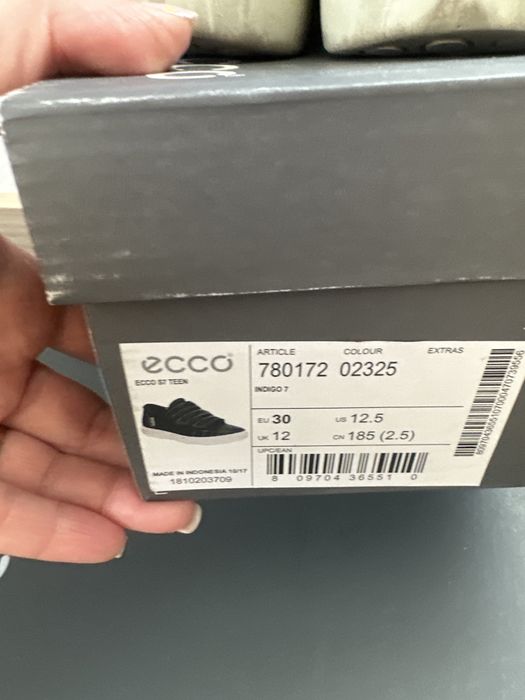 ecco
ECCO S7 TEEN
ARTICLE COLOUR EXTRAS
780172 02325
INDIGO 7
EU 30 US 12.5
UK 12 CN 185 (2.5)
UPC/EAN
8 09704 36551 0
MADE IN INDONESIA 10/17
1810203709